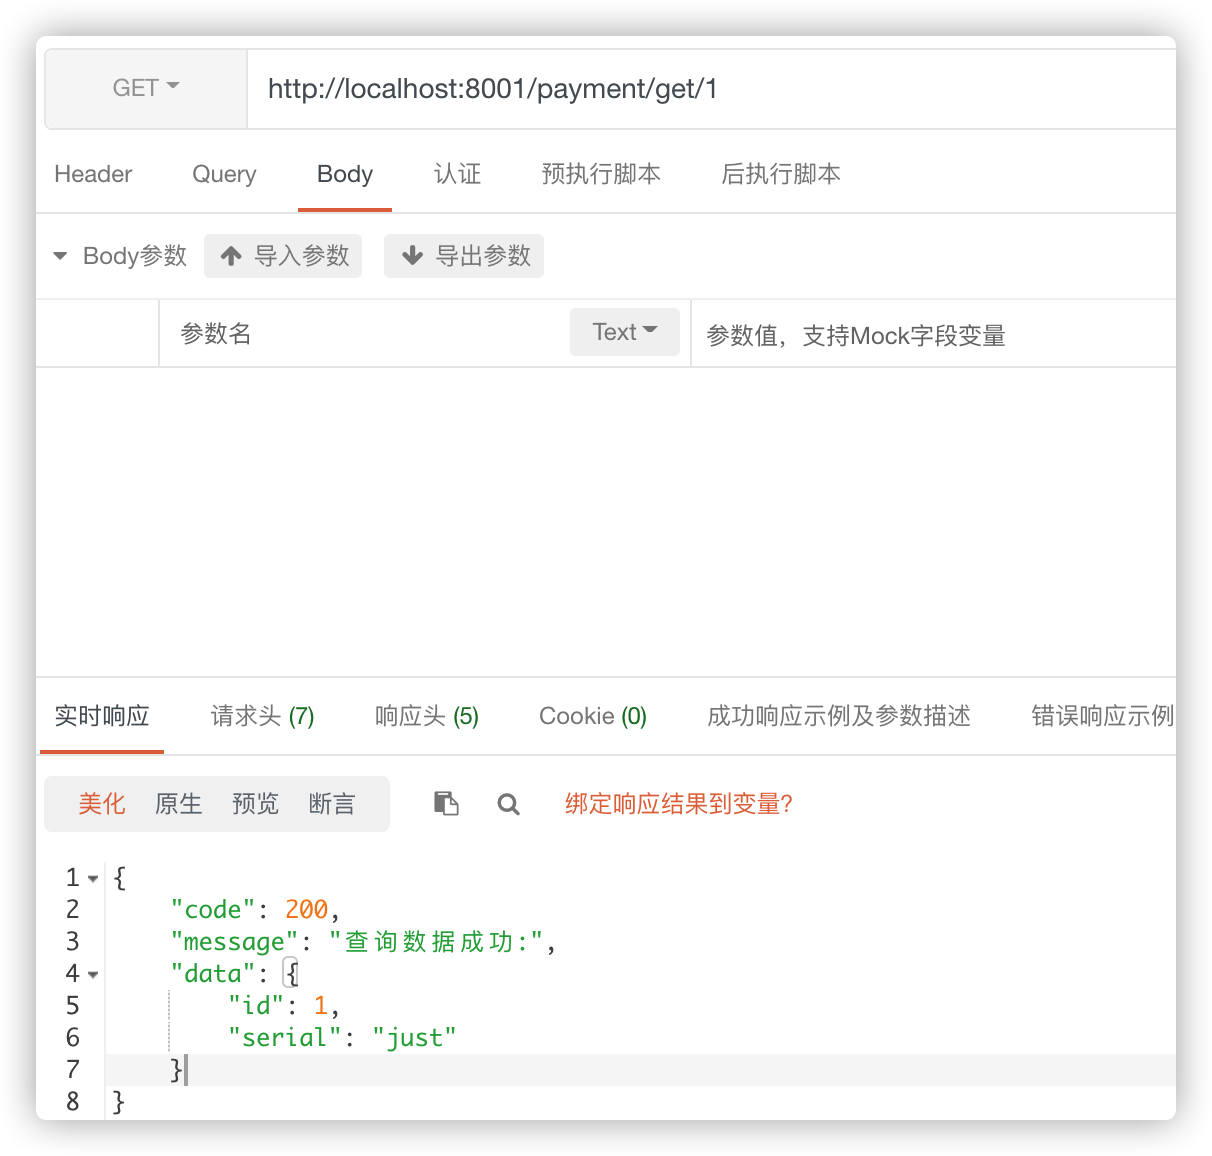 GET http://localhost:8001/payment/get/1
Header Query Body 认证 预执行脚本 后执行脚本
Body参数 导入参数 导出参数
参数名 Text 参数值，支持Mock字段变量
实时响应 请求头 (7) 响应头 (5) Cookie (0) 成功响应示例及参数描述 错误响应示例
美化 原生 预览 断言 绑定响应结果到变量?
1 {
2 "code": 200,
3 "message": "查询数据成功:",
4 "data": {
5 "id": 1,
6 "serial": "just"
7 }
8 }